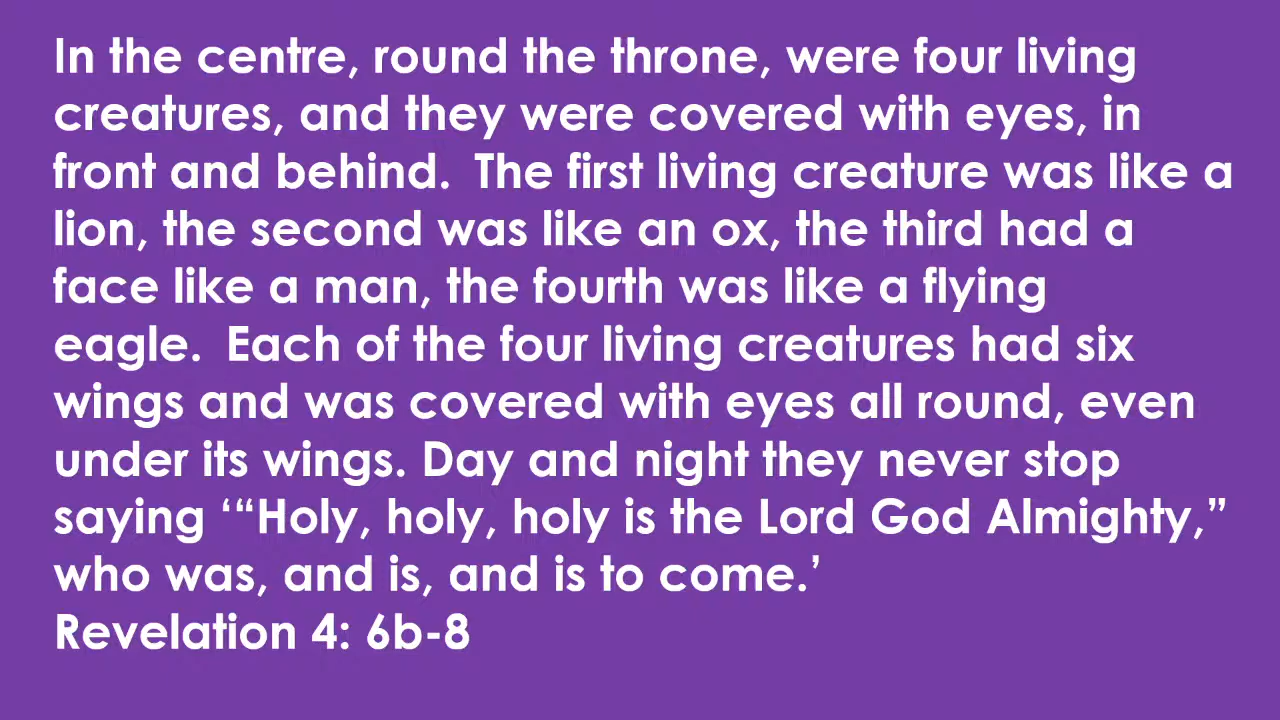 In the centre, round the throne, were four living
creatures, and they were covered with eyes, in
front and behind.  The first living creature was like a
lion, the second was like an ox, the third had a
face like a man, the fourth was like a flying
eagle.  Each of the four living creatures had six
wings and was covered with eyes all round, even
under its wings. Day and night they never stop
saying ‘“Holy, holy, holy is the Lord God Almighty,”
who was, and is, and is to come.’
Revelation 4: 6b-8